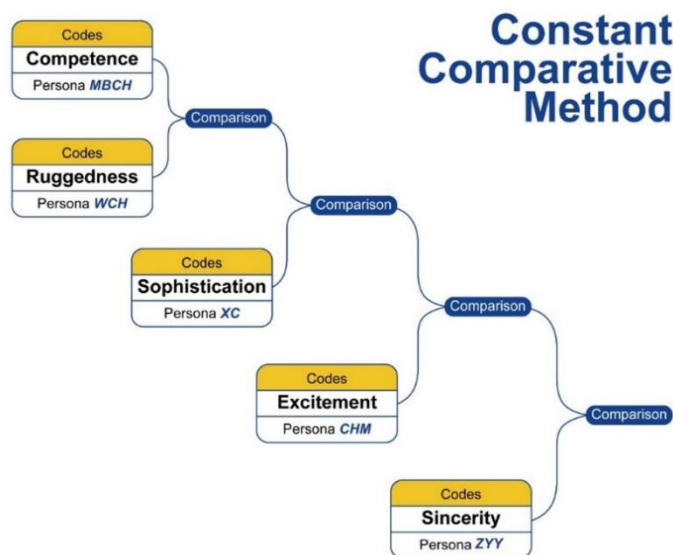 Constant
Comparative
Method
Codes
Competence
Persona MBCH
Comparison
Codes
Ruggedness
Persona WCH
Comparison
Codes
Sophistication
Persona XC
Comparison
Codes
Excitement
Persona CHM
Comparison
Codes
Sincerity
Persona ZYY